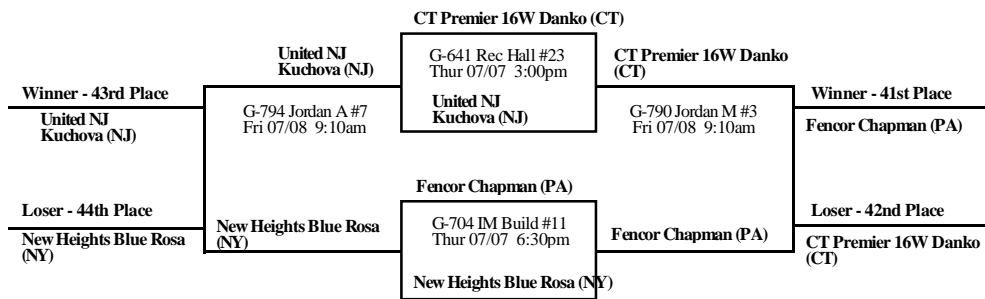 CT Premier 16W Danko (CT)
United NJ
Kuchova (NJ)
G-641 Rec Hall #23
Thur 07/07  3:00pm
CT Premier 16W Danko
(CT)
Winner - 43rd Place
United NJ
Kuchova (NJ)
G-794 Jordan A #7
Fri 07/08  9:10am
United NJ
Kuchova (NJ)
G-790 Jordan M #3
Fri 07/08  9:10am
Winner - 41st Place
Fencor Chapman (PA)
Fencor Chapman (PA)
Loser - 44th Place
New Heights Blue Rosa
(NY)
New Heights Blue Rosa
(NY)
G-704 IM Build #11
Thur 07/07  6:30pm
New Heights Blue Rosa (NY)
Fencor Chapman (PA)
Loser - 42nd Place
CT Premier 16W Danko
(CT)